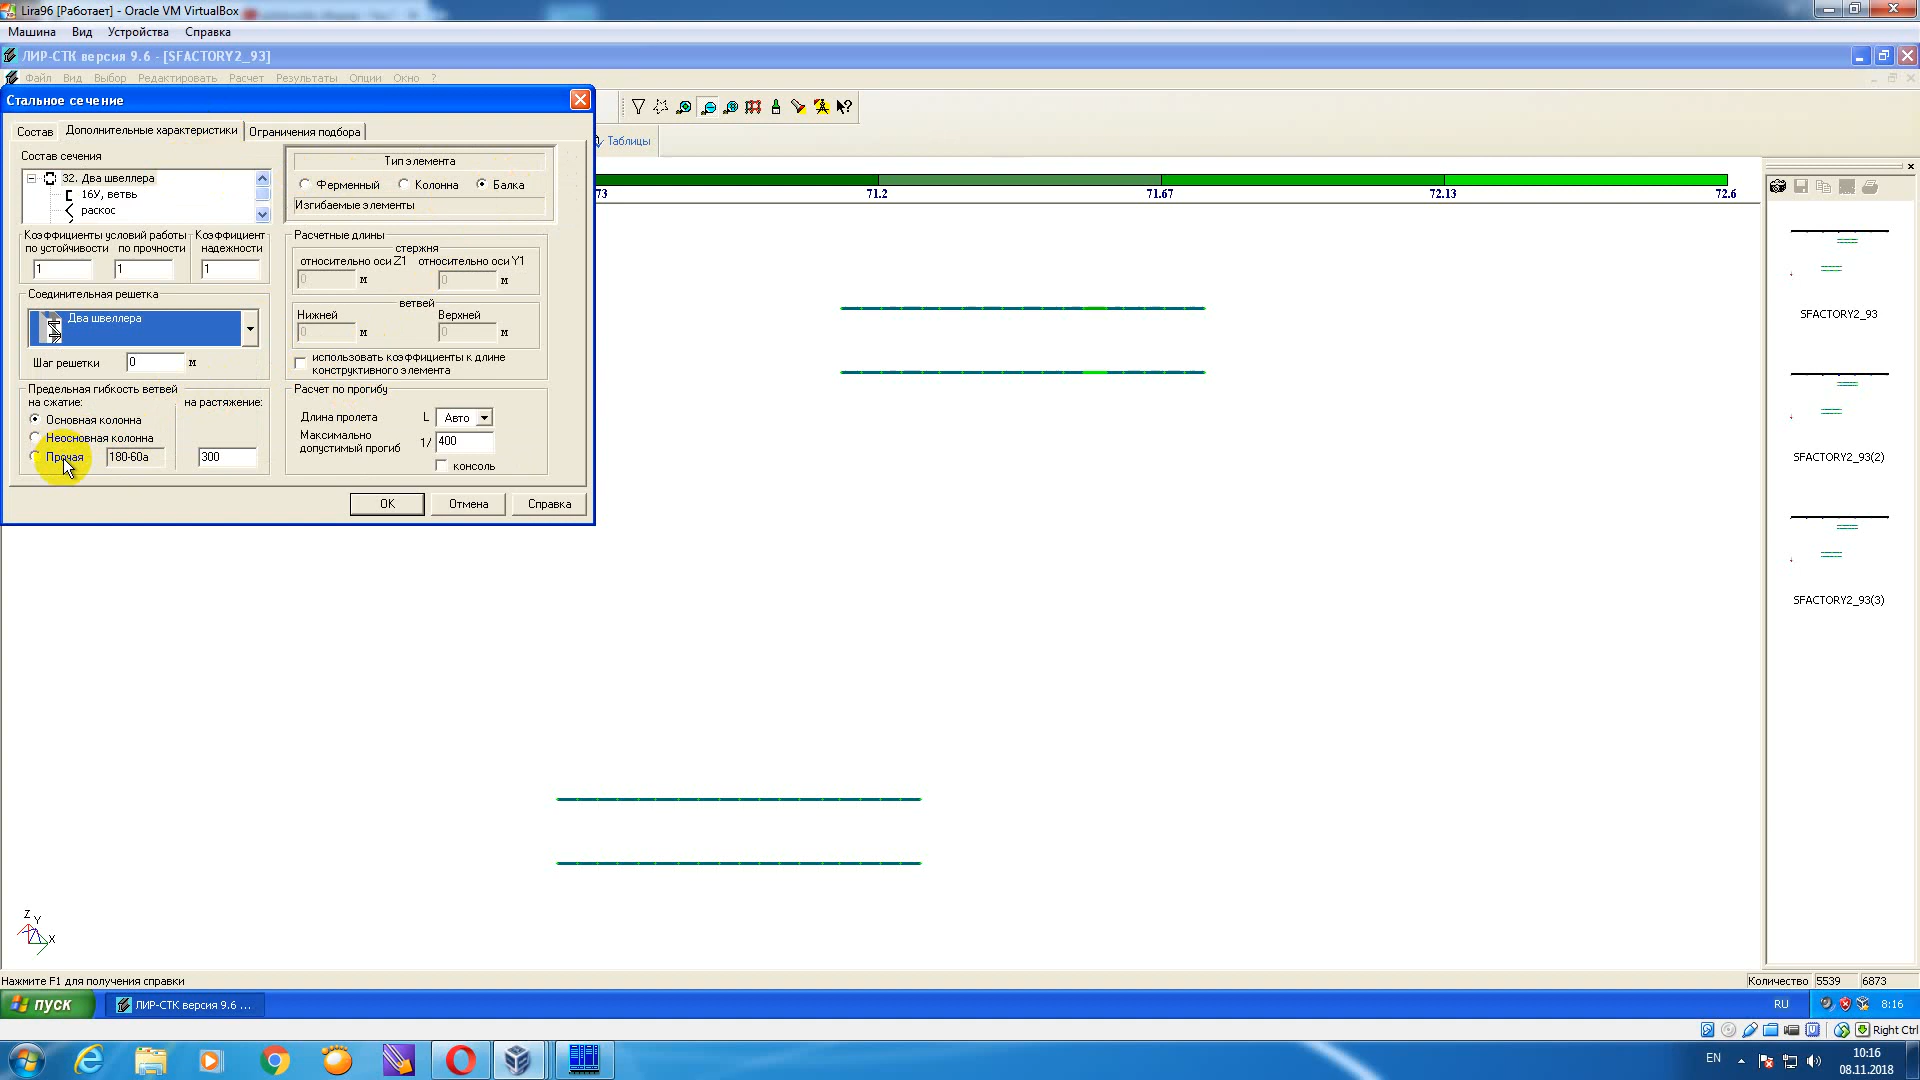 Lira96 [Работает] - Oracle VM VirtualBox
Машина Вид Устройства Справка
ЛИР-СТК версия 9.6 - [SFACTORY2_93]
Файл Вид Выбор Редактировать Расчет Результаты Опции Окно ?
Стальное сечение
Состав Дополнительные характеристики Ограничения подбора
Таблицы
Состав сечения
32. Два швеллера
16У, ветвь
раскос
Тип элемента
Ферменный Колонна Балка
Изгибаемые элементы
73 71.2 71.67 72.13 72.6
Коэффициенты условий работы
по устойчивости по прочности
1 1
Коэффициент
надежности
1
Расчетные длины
стержня
относительно оси Z1 относительно оси Y1
0 м 0 м
ветвей
Нижней Верхней
0 м 0 м
использовать коэффициенты к длине
конструктивного элемента
Соединительная решетка
Два швеллера
Шаг решетки 0 м
Предельная гибкость ветвей
на сжатие: на растяжение:
Основная колонна
Неосновная колонна
Прочая 180-60a 300
Расчет по прогибу
Длина пролета L Авто
Максимально
допустимый прогиб 1/ 400
консоль
OK Отмена Справка
SFACTORY2_93
SFACTORY2_93(2)
SFACTORY2_93(3)
Z
Y
X
Нажмите F1 для получения справки
Количество 5539 6873
пуск
ЛИР-СТК версия 9.6 ...
RU
8:16
Right Ctrl
EN
10:16
08.11.2018